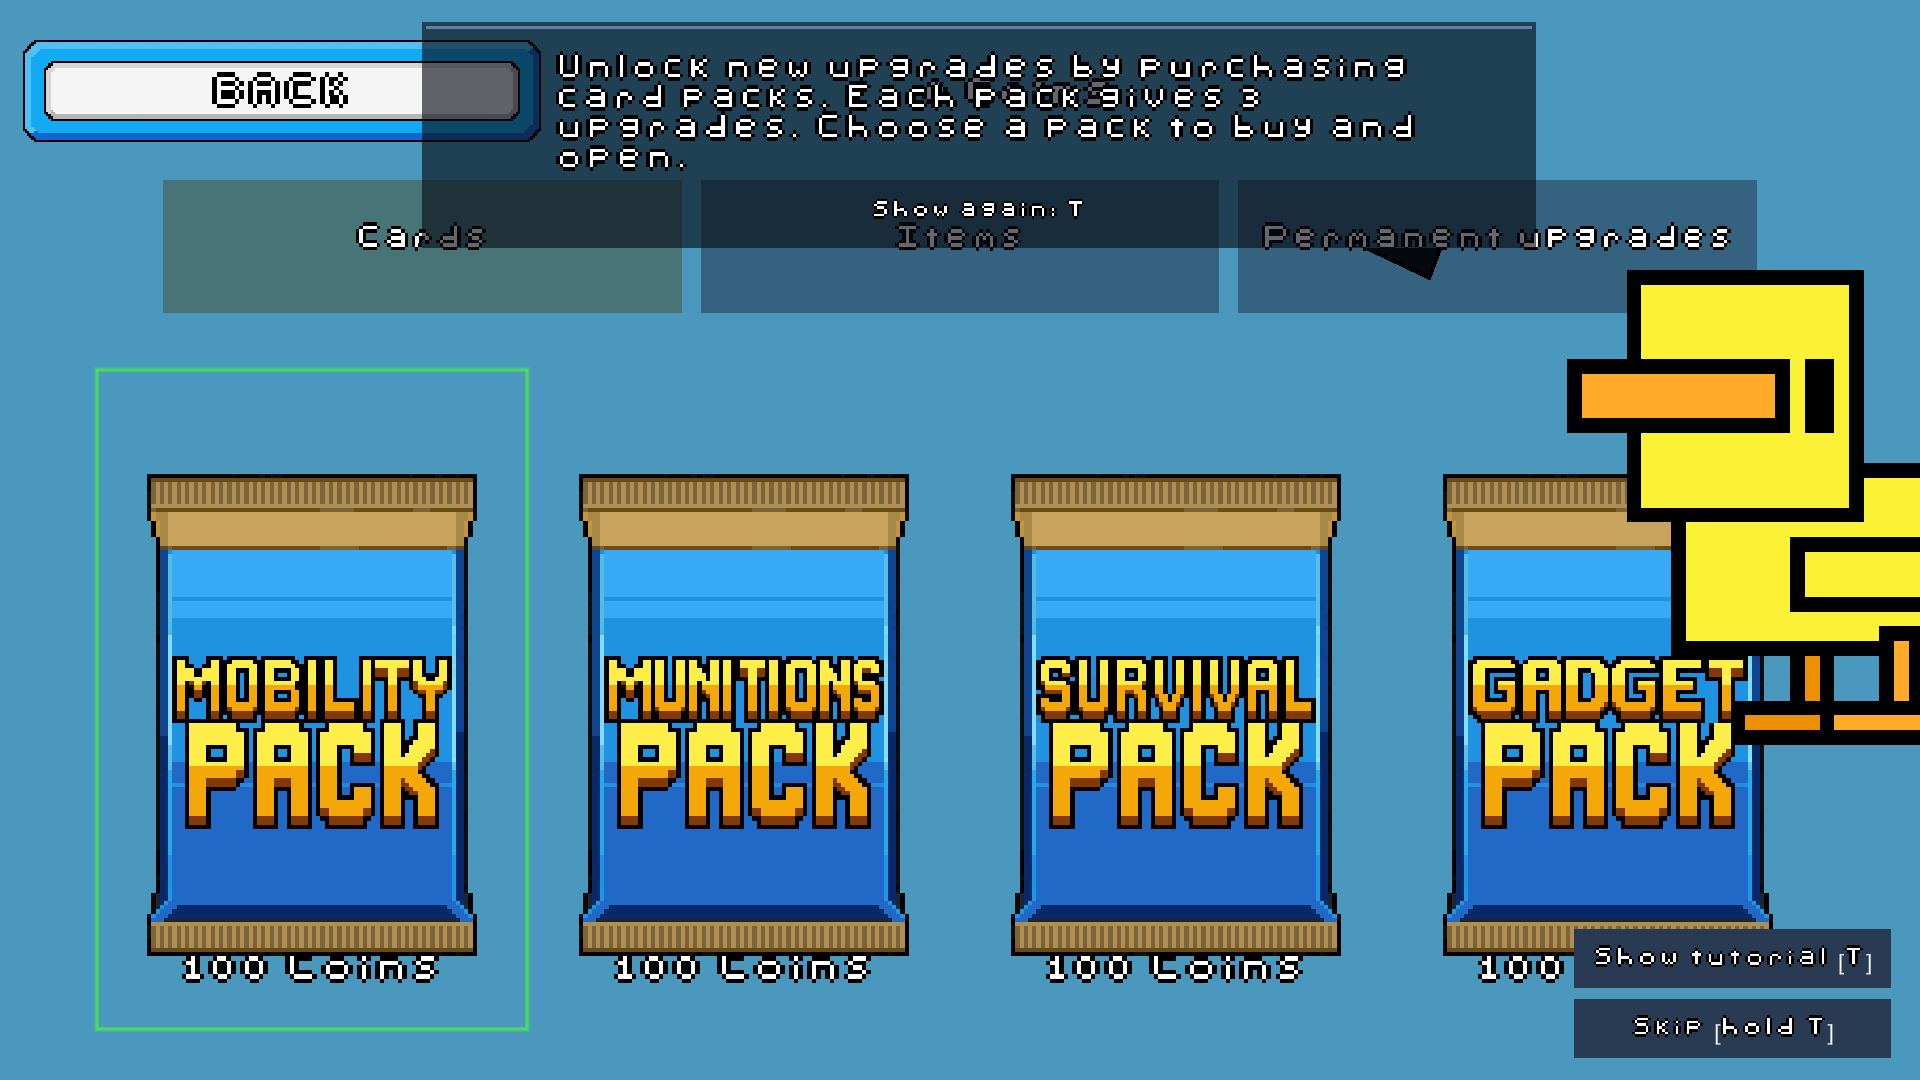 BACK
Unlock new upgrades by purchasing
card packs. Each pack gives 3
upgrades. Choose a pack to buy and
open.
Show again: T
Cards
Items
Permanent upgrades
MOBILITY
PACK
100 Coins
MUNITIONS
PACK
100 Coins
SURVIVAL
PACK
100 Coins
GADGET
PACK
100
Show tutorial [T]
Skip [hold T]